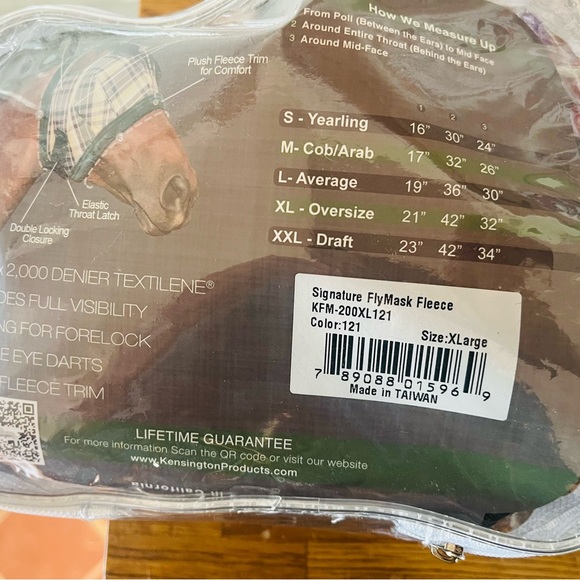 How We Measure Up
From Poll (Between the Ears) to Mid Face
2 Around Entire Throat (Behind the Ears)
3 Around Mid-Face
Plush Fleece Trim
for Comfort
Elastic
Throat Latch
Double Locking
Closure
1 2 3
S - Yearling 16" 30" 24"
M- Cob/Arab 17" 32" 26"
L- Average 19" 36" 30"
XL - Oversize 21" 42" 32"
XXL - Draft 23" 42" 34"
2,000 DENIER TEXTILENE®
FULL VISIBILITY
FOR FORELOCK
EYE DARTS
FLEECE TRIM
Signature FlyMask Fleece
KFM-200XL121
Color:121
Size:XLarge
7 89088 01596 9
Made in TAIWAN
LIFETIME GUARANTEE
For more information Scan the QR code or visit our website
www.KensingtonProducts.com
in California